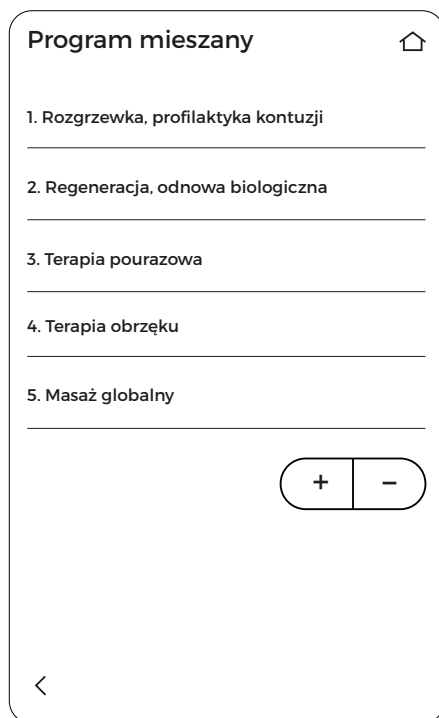 Program mieszany
1. Rozgrzewka, profilaktyka kontuzji
2. Regeneracja, odnowa biologiczna
3. Terapia pourazowa
4. Terapia obrzęku
5. Masaż globalny
+ −